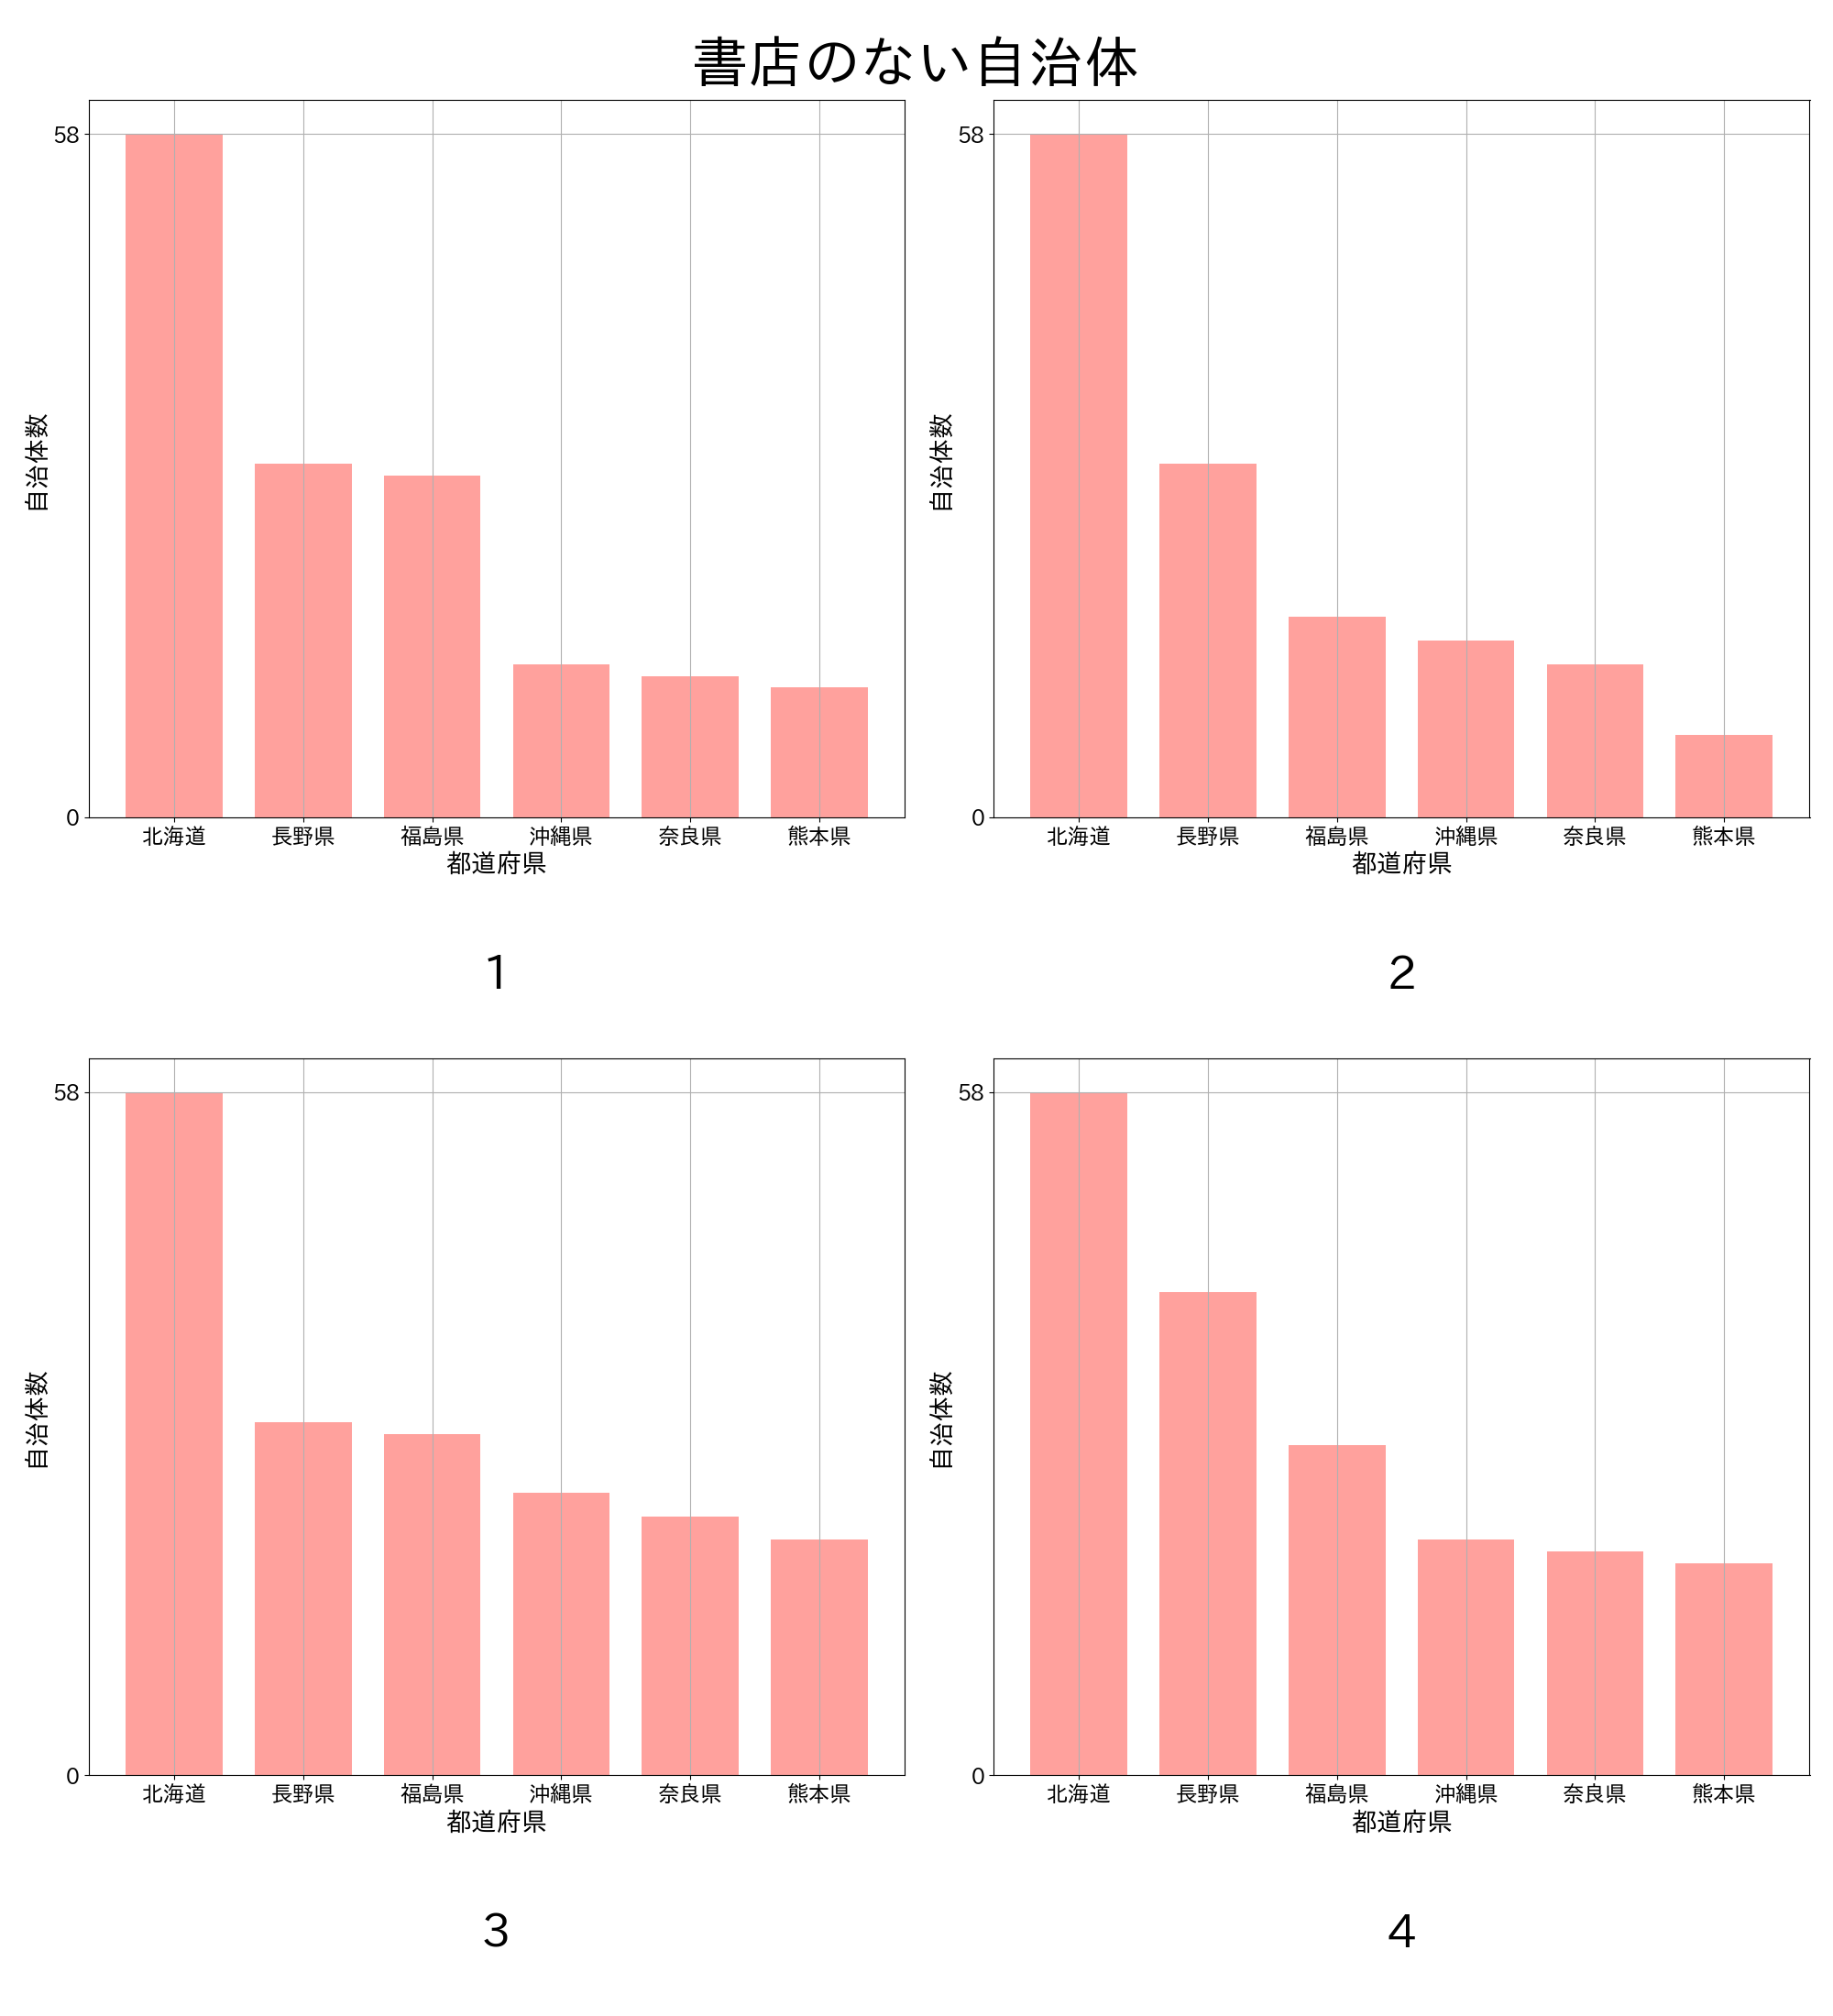 書店のない自治体
58
0
自治体数
北海道 長野県 福島県 沖縄県 奈良県 熊本県
都道府県
1
58
0
自治体数
北海道 長野県 福島県 沖縄県 奈良県 熊本県
都道府県
2
58
0
自治体数
北海道 長野県 福島県 沖縄県 奈良県 熊本県
都道府県
3
58
0
自治体数
北海道 長野県 福島県 沖縄県 奈良県 熊本県
都道府県
4